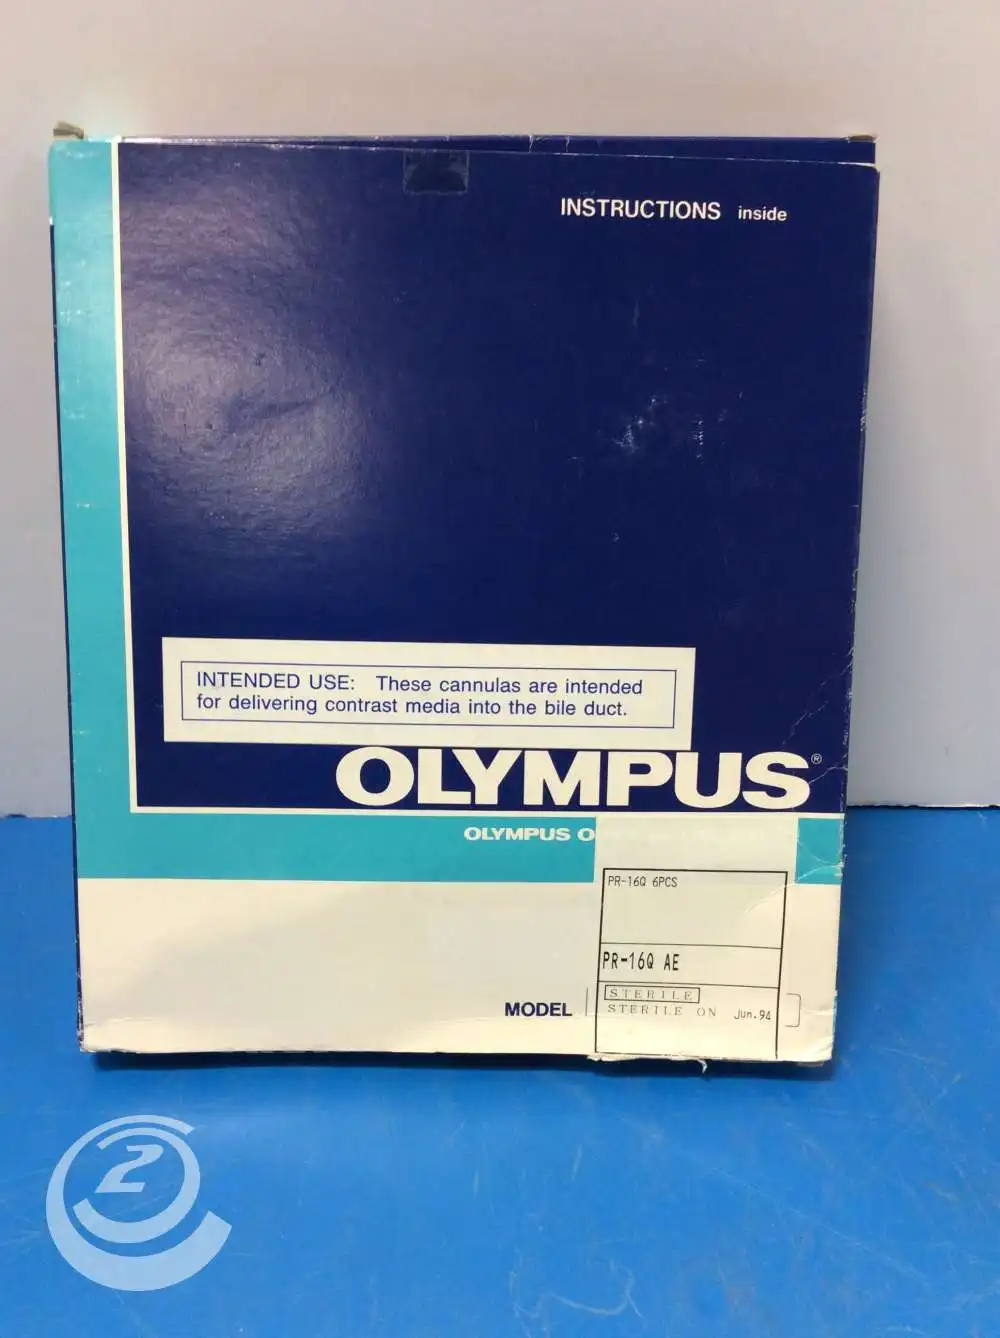 INSTRUCTIONS inside
INTENDED USE: These cannulas are intended
for delivering contrast media into the bile duct.
OLYMPUS®
OLYMPUS
PR-16Q 6PCS
PR-16Q AE
STERILE
MODEL STERILE ON Jun.94
2